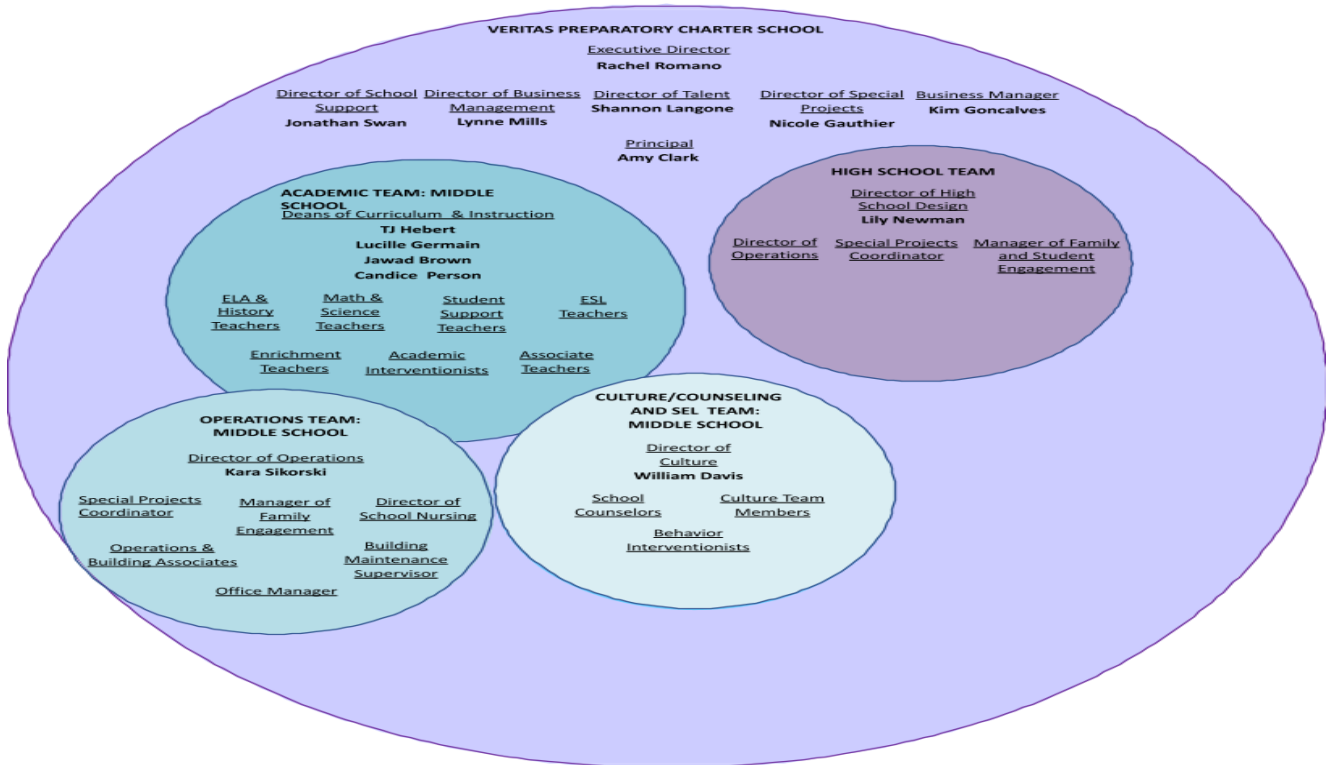 VERITAS PREPARATORY CHARTER SCHOOL
Executive Director
Rachel Romano
Director of School
Support
Jonathan Swan
Director of Business
Management
Lynne Mills
Director of Talent
Shannon Langone
Director of Special
Projects
Nicole Gauthier
Business Manager
Kim Goncalves
Principal
Amy Clark
ACADEMIC TEAM: MIDDLE
SCHOOL
Deans of Curriculum & Instruction
TJ Hebert
Lucille Germain
Jawad Brown
Candice Person
ELA &
History
Teachers
Math &
Science
Teachers
Student
Support
Teachers
ESL
Teachers
Enrichment
Teachers
Academic
Interventionists
Associate
Teachers
HIGH SCHOOL TEAM
Director of High
School Design
Lily Newman
Director of
Operations
Special Projects
Coordinator
Manager of Family
and Student
Engagement
OPERATIONS TEAM:
MIDDLE SCHOOL
Director of Operations
Kara Sikorski
Special Projects
Coordinator
Manager of
Family
Engagement
Director of
School Nursing
Operations &
Building Associates
Building
Maintenance
Supervisor
Office Manager
CULTURE/COUNSELING
AND SEL TEAM:
MIDDLE SCHOOL
Director of
Culture
William Davis
School
Counselors
Culture Team
Members
Behavior
Interventionists